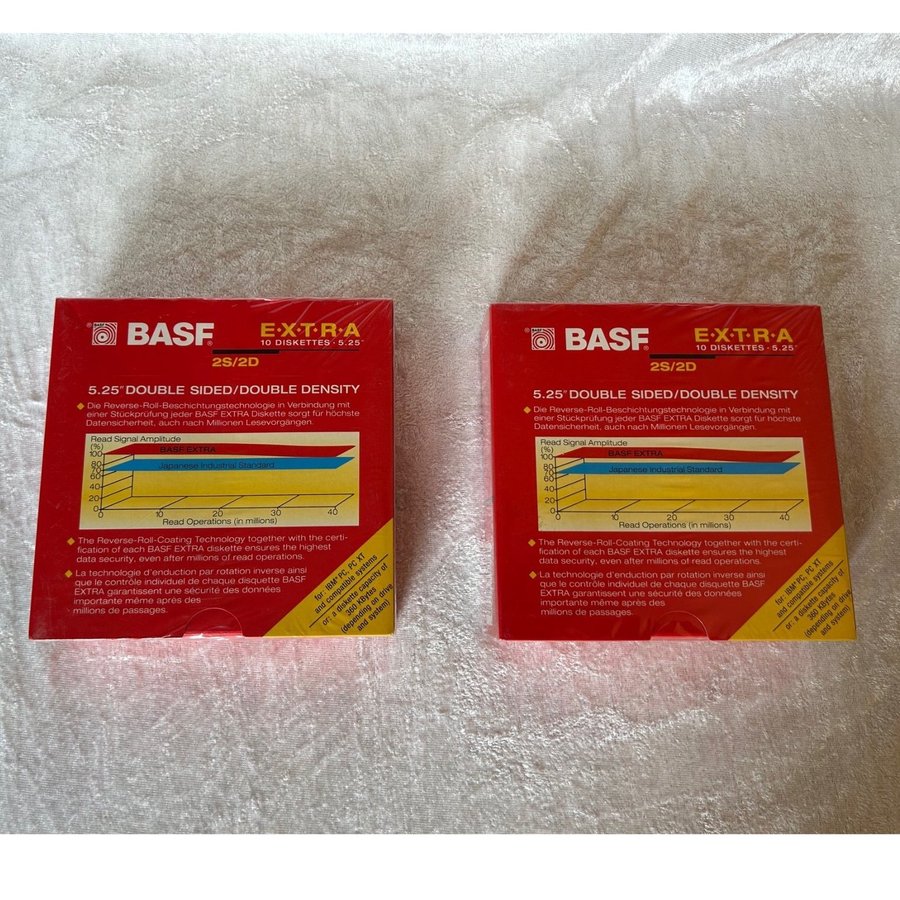 BASF
E·X·T·R·A
10 DISKETTES · 5.25"
2S/2D
5.25" DOUBLE SIDED/DOUBLE DENSITY
Die Reverse-Roll-Beschichtungstechnologie in Verbindung mit
einer Stückprüfung jeder BASF EXTRA Diskette sorgt für höchste
Datensicherheit, auch nach Millionen Lesevorgängen.
Read Signal Amplitude
(%)
100
80
70
60
40
20
0
BASF EXTRA
Japanese Industrial Standard
0 10 20 30 40
Read Operations (in millions)
The Reverse-Roll-Coating Technology together with the certi-
fication of each BASF EXTRA diskette ensures the highest
data security, even after millions of read operations.
La technologie d'enduction par rotation inverse ainsi
que le contrôle individuel de chaque disquette BASF
EXTRA garantissent une sécurité des données
importante même après des
millions de passages.
for IBM® PC, PC XT
and compatible systems
or: a diskette capacity of
360 KBytes
(depending on drive
and system)
BASF
E·X·T·R·A
10 DISKETTES · 5.25"
2S/2D
5.25" DOUBLE SIDED/DOUBLE DENSITY
Die Reverse-Roll-Beschichtungstechnologie in Verbindung mit
einer Stückprüfung jeder BASF EXTRA Diskette sorgt für höchste
Datensicherheit, auch nach Millionen Lesevorgängen.
Read Signal Amplitude
(%)
100
80
70
60
40
20
0
BASF EXTRA
Japanese Industrial Standard
0 10 20 30 40
Read Operations (in millions)
The Reverse-Roll-Coating Technology together with the certi-
fication of each BASF EXTRA diskette ensures the highest
data security, even after millions of read operations.
La technologie d'enduction par rotation inverse ainsi
que le contrôle individuel de chaque disquette BASF
EXTRA garantissent une sécurité des données
importante même après des
millions de passages.
for IBM® PC, PC XT
and compatible systems
or: a diskette capacity of
360 KBytes
(depending on drive
and system)